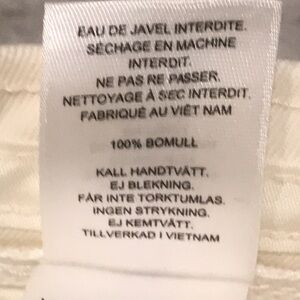 EAU DE JAVEL INTERDITE.
SÉCHAGE EN MACHINE
INTERDIT.
NE PAS RE PASSER.
NETTOYAGE À SEC INTERDIT.
FABRIQUÉ AU VIÊT NAM
100% BOMULL
KALL HANDTVÄTT.
EJ BLEKNING.
FÅR INTE TORKTUMLAS.
INGEN STRYKNING.
EJ KEMTVÄTT.
TILLVERKAD I VIETNAM